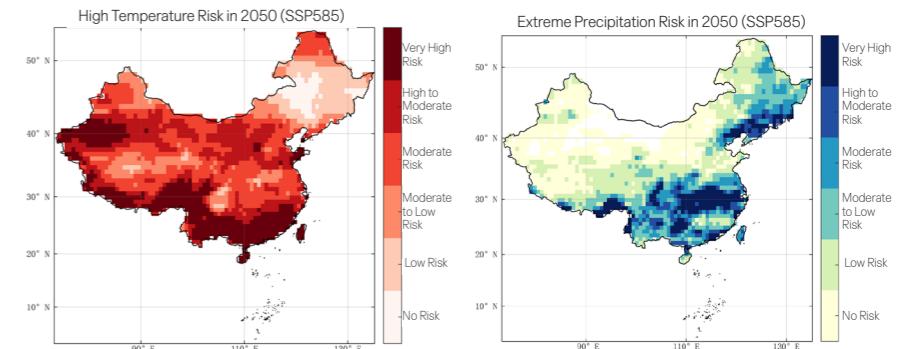 High Temperature Risk in 2050 (SSP585)
50° N
40° N
30° N
20° N
10° N
90° E
110° E
130° E
Very High
Risk
High to
Moderate
Risk
Moderate
Risk
Moderate
to Low
Risk
Low Risk
No Risk
Extreme Precipitation Risk in 2050 (SSP585)
50° N
40° N
30° N
20° N
10° N
90° E
110° E
130° E
Very High
Risk
High to
Moderate
Risk
Moderate
Risk
Moderate
to Low
Risk
Low Risk
No Risk